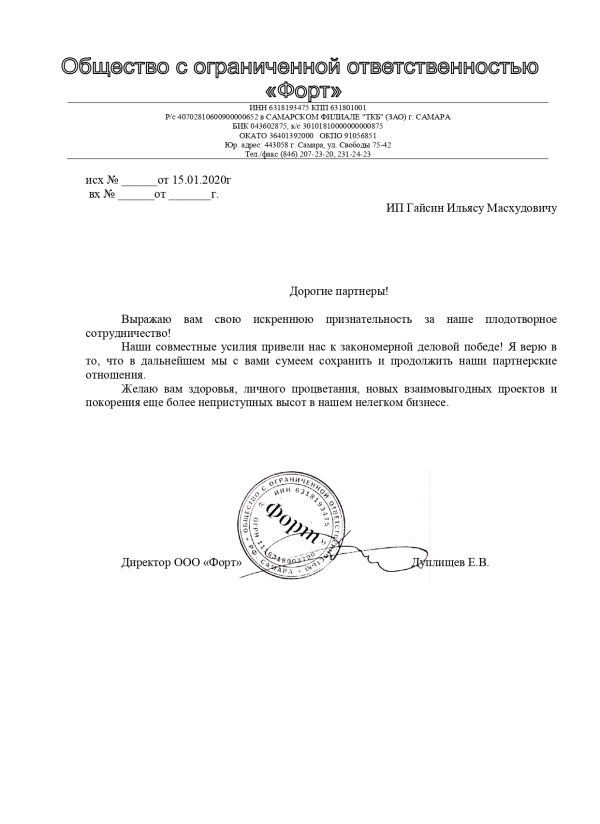 Общество с ограниченной ответственностью
«Форт»
ИНН 6318193475 КПП 631801001
Р/с 40702810600900000652 в САМАРСКОМ ФИЛИАЛЕ "ТКБ" (ЗАО) г. САМАРА
БИК 043602875, к/с 30101810000000000875
ОКАТО 36401392000 ОКПО 91056851
Юр. адрес: 443058 г. Самара, ул. Свободы 75-42
Тел./факс (846) 207-23-20, 231-24-23
исх № ______от 15.01.2020г
вх № ______от _______г.
ИП Гайсин Ильясу Масхудовичу
Дорогие партнеры!
Выражаю вам свою искреннюю признательность за наше плодотворное
сотрудничество!
Наши совместные усилия привели нас к закономерной деловой победе! Я верю в
то, что в дальнейшем мы с вами сумеем сохранить и продолжить наши партнерские
отношения.
Желаю вам здоровья, личного процветания, новых взаимовыгодных проектов и
покорения еще более неприступных высот в нашем нелегком бизнесе.
ОБЩЕСТВО С ОГРАНИЧЕННОЙ ОТВЕТСТВЕННОСТЬЮ
ИНН 6318193475
«Форт»
ОГРН
РФ САМАРА
Директор ООО «Форт»
Дуплищев Е.В.